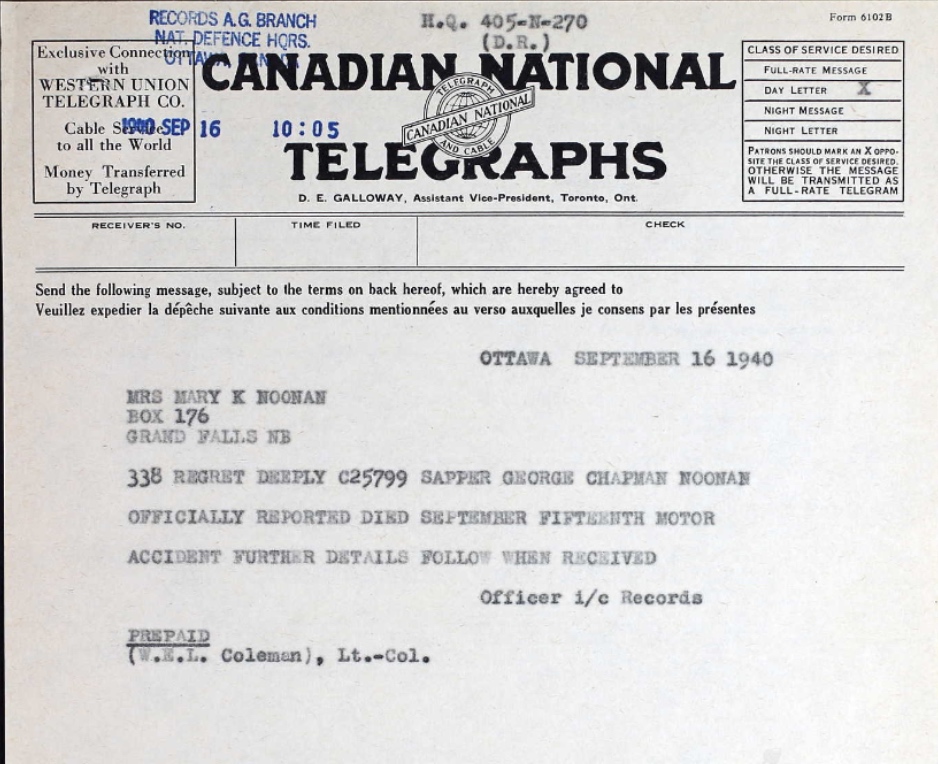 RECORDS A.G. BRANCH
NAT. DEFENCE HQRS.
H.Q. 405-N-270
(D.R.)
Form 6102B
Exclusive Connection
with
WESTERN UNION
TELEGRAPH CO.
Cable Service
to all the World
Money Transferred
by Telegraph
SEP 16 10:05
CANADIAN NATIONAL
TELEGRAPH
CANADIAN NATIONAL
AND CABLE
TELEGRAPHS
D. E. GALLOWAY, Assistant Vice-President, Toronto, Ont.
CLASS OF SERVICE DESIRED
FULL-RATE MESSAGE
DAY LETTER X
NIGHT MESSAGE
NIGHT LETTER
PATRONS SHOULD MARK AN X OPPO-
SITE THE CLASS OF SERVICE DESIRED.
OTHERWISE THE MESSAGE
WILL BE TRANSMITTED AS
A FULL-RATE TELEGRAM
RECEIVER'S NO. TIME FILED CHECK
Send the following message, subject to the terms on back hereof, which are hereby agreed to
Veuillez expedier la dépêche suivante aux conditions mentionnées au verso auxquelles je consens par les présentes
OTTAWA SEPTEMBER 16 1940
MRS MARY K NOONAN
BOX 176
GRAND FALLS NB
338 REGRET DEEPLY C25799 SAPPER GEORGE CHAPMAN NOONAN
OFFICIALLY REPORTED DIED SEPTEMBER FIFTEENTH MOTOR
ACCIDENT FURTHER DETAILS FOLLOW WHEN RECEIVED
Officer i/c Records
PREPAID
(W.E.L. Coleman), Lt.-Col.